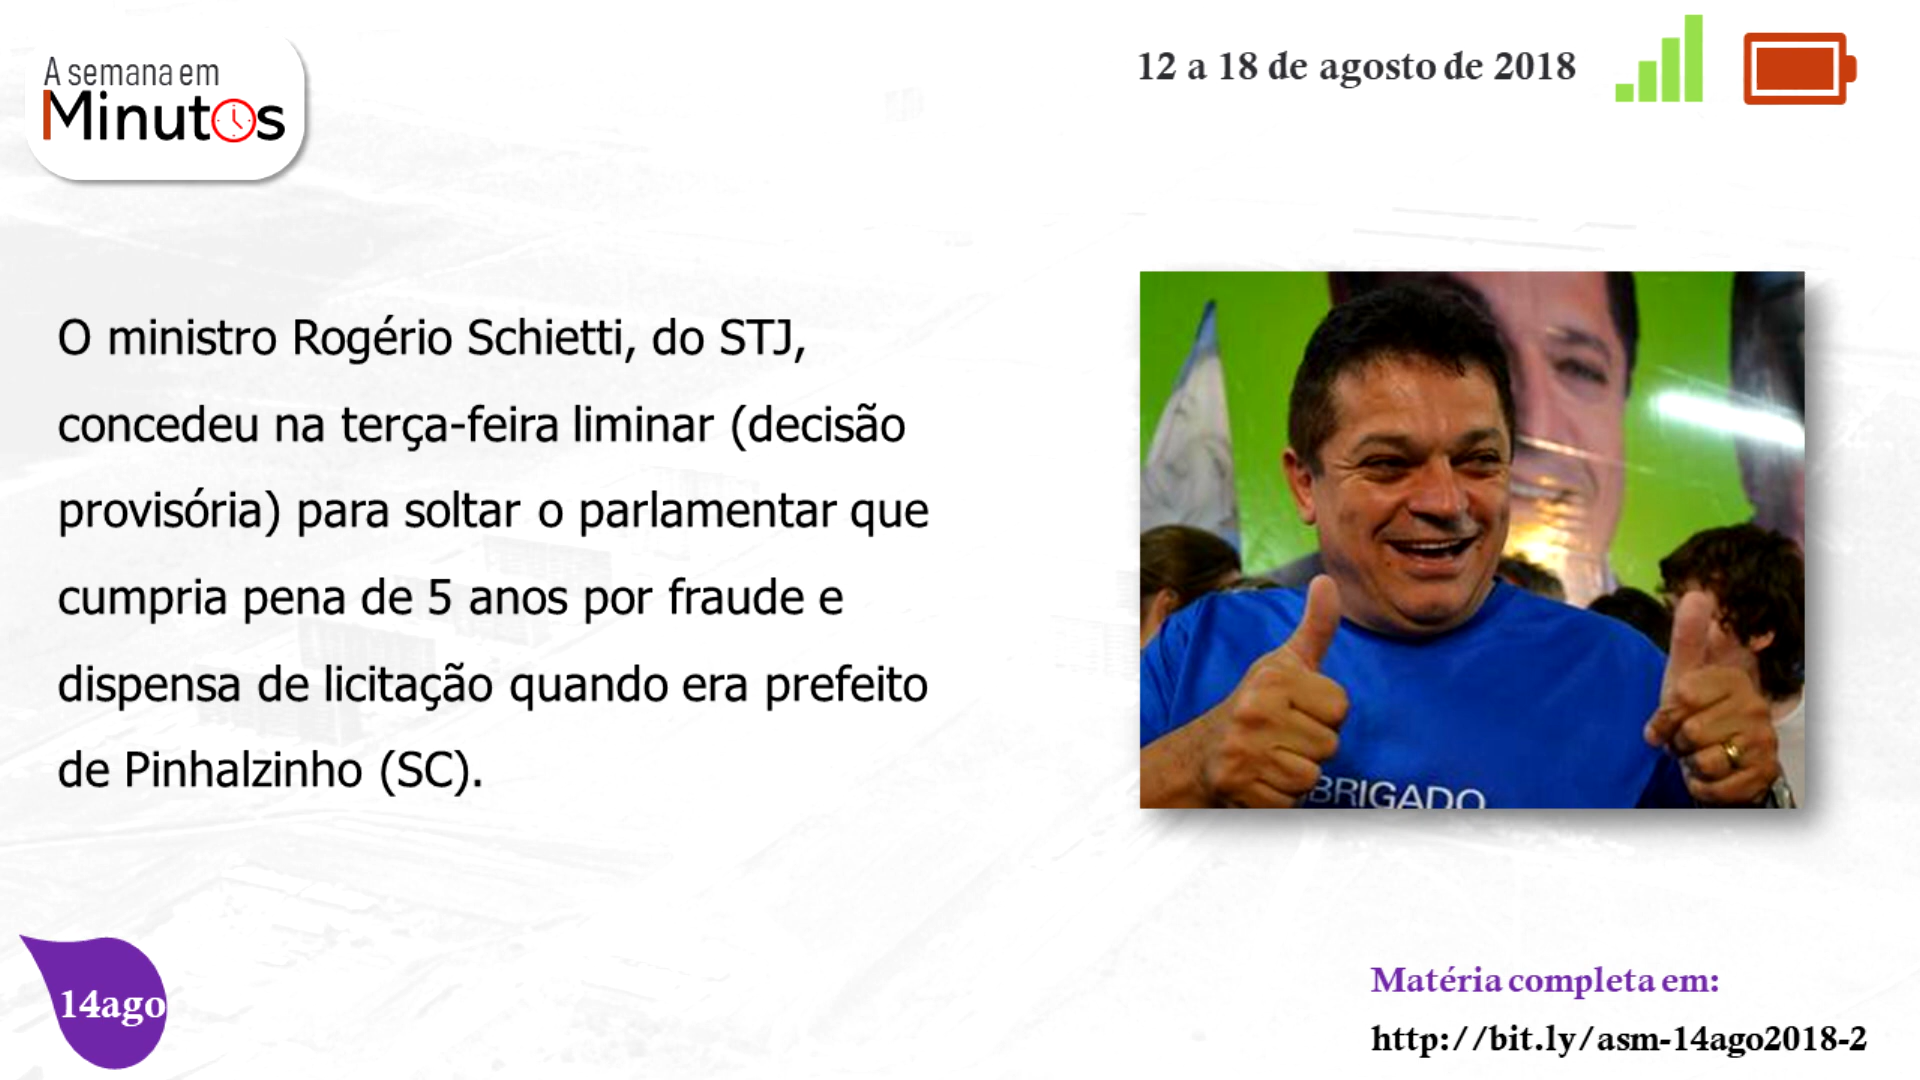 A semana em
Minutos
12 a 18 de agosto de 2018
O ministro Rogério Schietti, do STJ,
concedeu na terça-feira liminar (decisão
provisória) para soltar o parlamentar que
cumpria pena de 5 anos por fraude e
dispensa de licitação quando era prefeito
de Pinhalzinho (SC).
BRIGADO
14ago
Matéria completa em:
http://bit.ly/asm-14ago2018-2